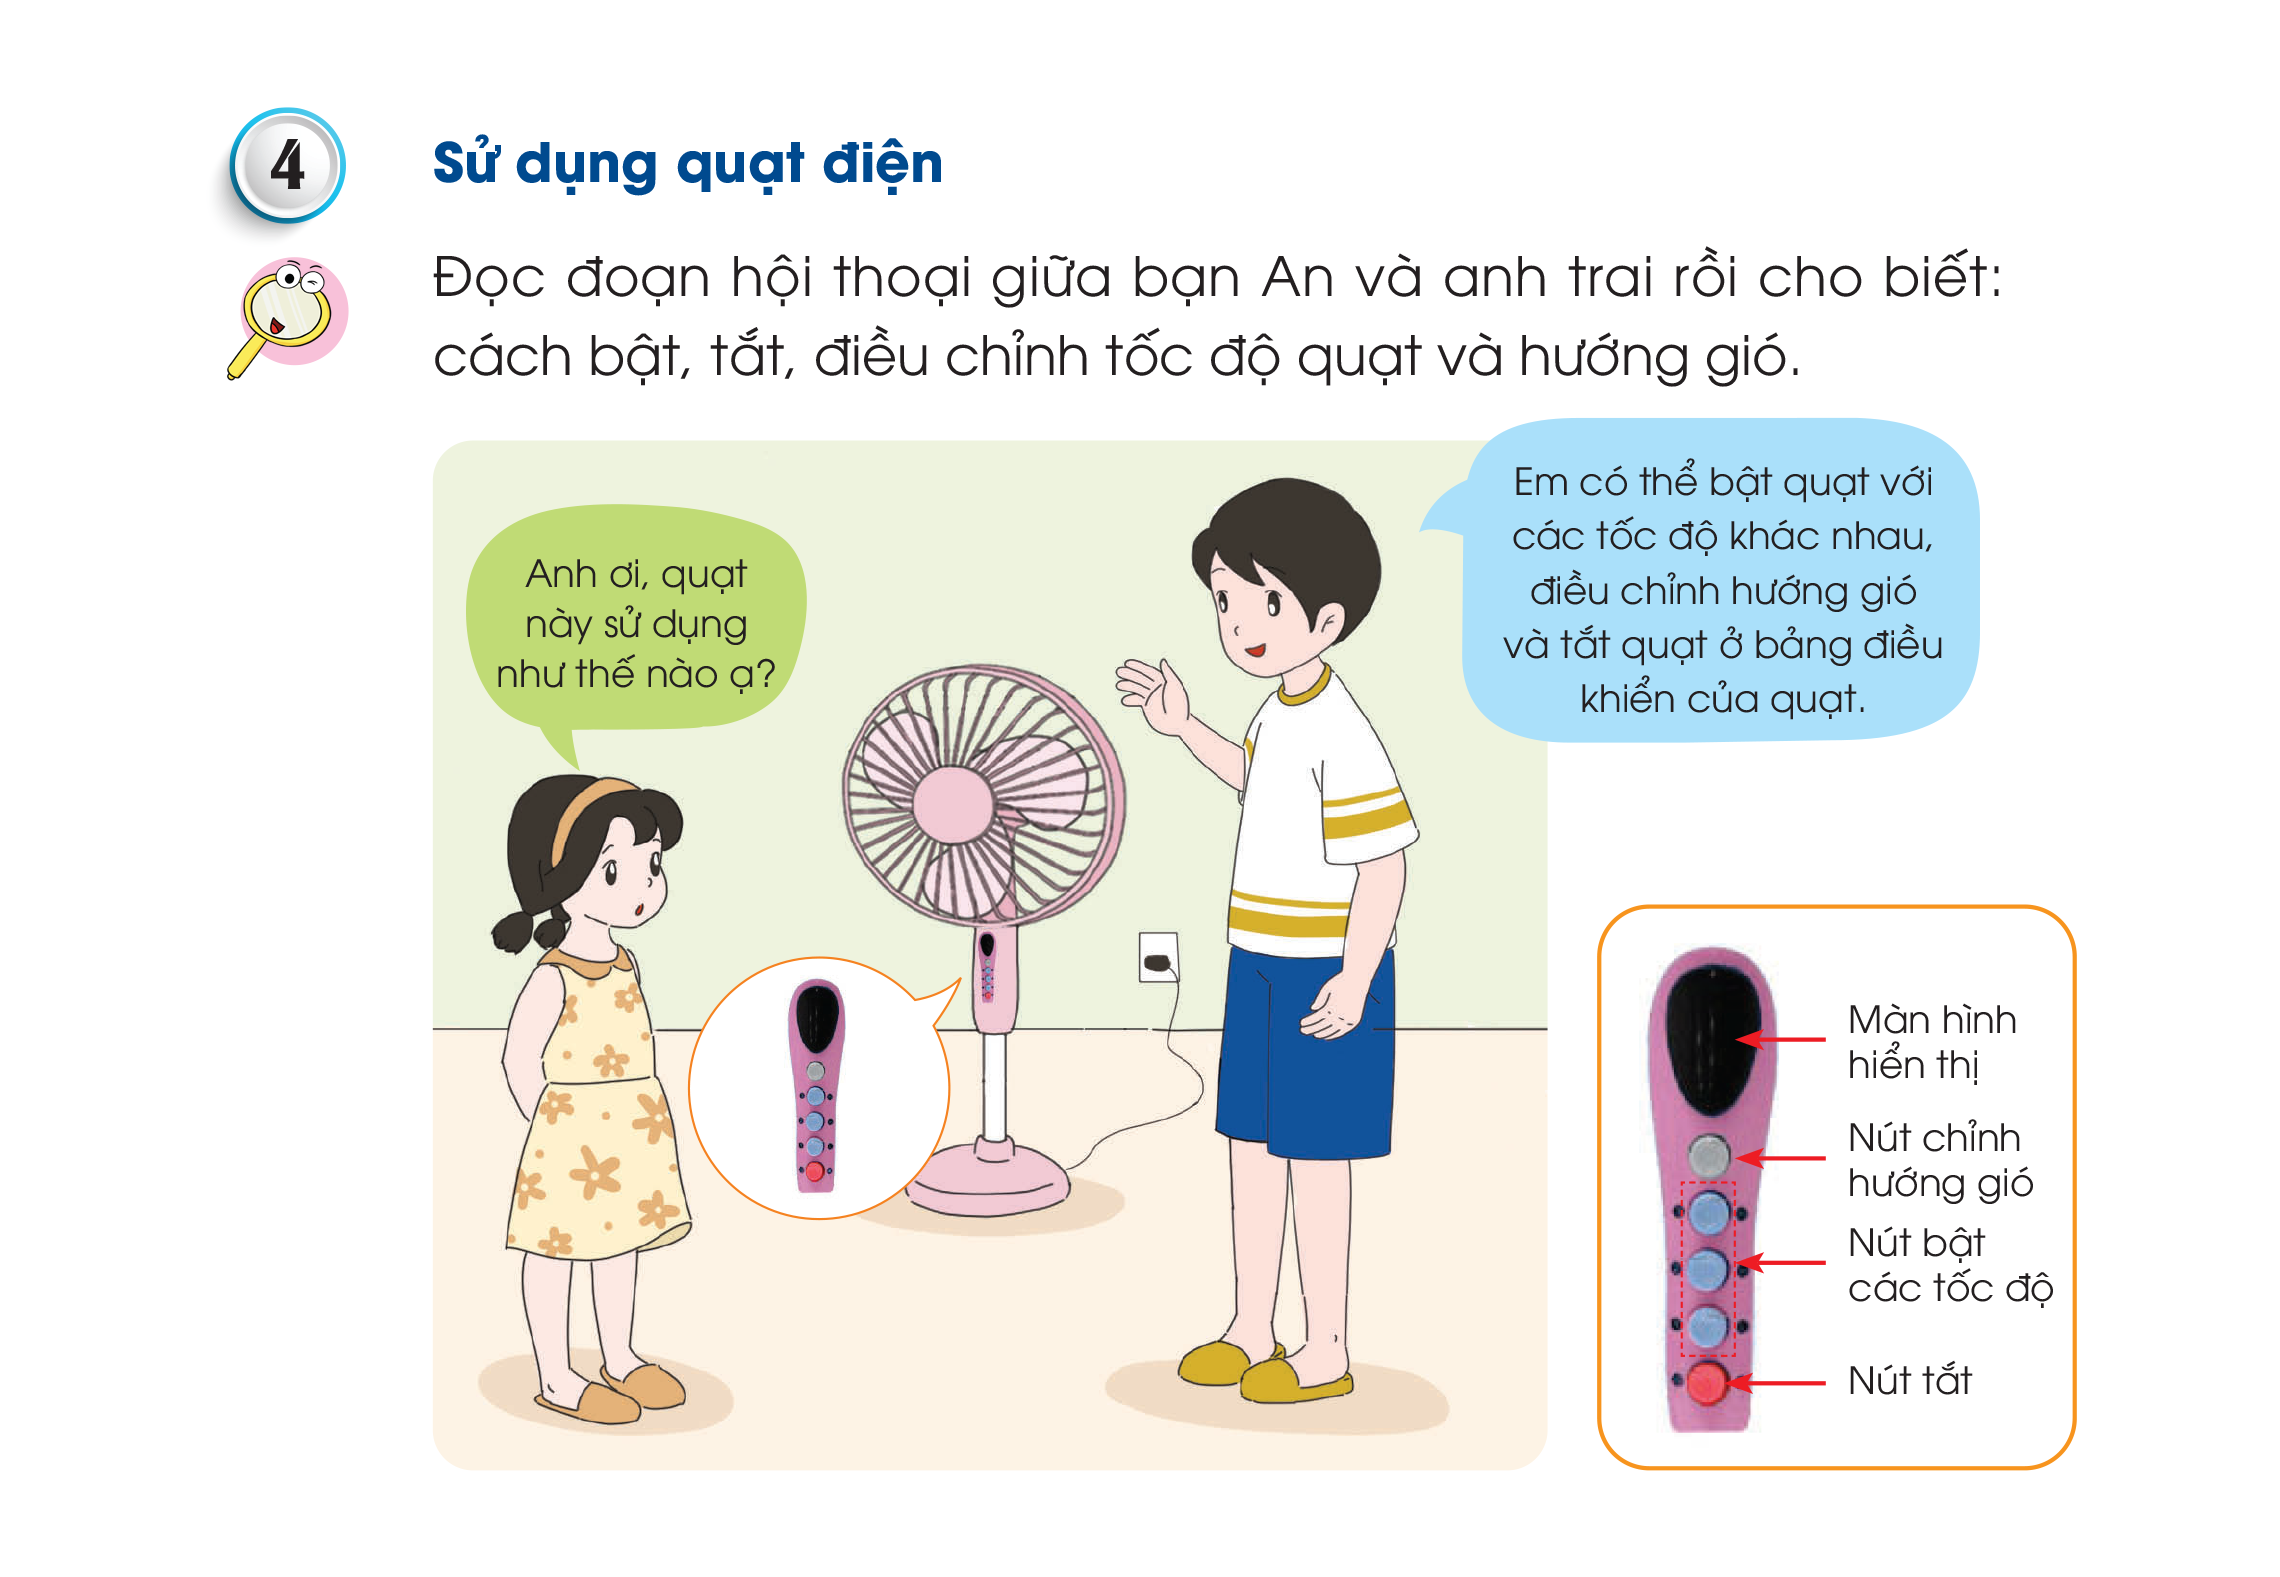 4
Sử dụng quạt điện
Đọc đoạn hội thoại giữa bạn An và anh trai rồi cho biết:
cách bật, tắt, điều chỉnh tốc độ quạt và hướng gió.
Anh ơi, quạt
này sử dụng
như thế nào ạ?
Em có thể bật quạt với
các tốc độ khác nhau,
điều chỉnh hướng gió
và tắt quạt ở bảng điều
khiển của quạt.
Màn hình
hiển thị
Nút chỉnh
hướng gió
Nút bật
các tốc độ
Nút tắt